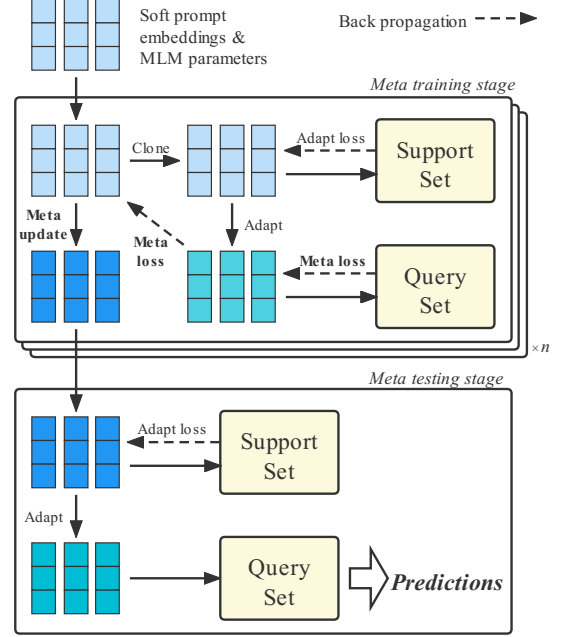 Soft prompt
embeddings &
MLM parameters
Back propagation
Meta training stage
Clone
Adapt loss
Support
Set
Meta
update
Adapt
Meta
loss
Meta loss
Query
Set
×n
Meta testing stage
Adapt loss
Support
Set
Adapt
Query
Set
Predictions